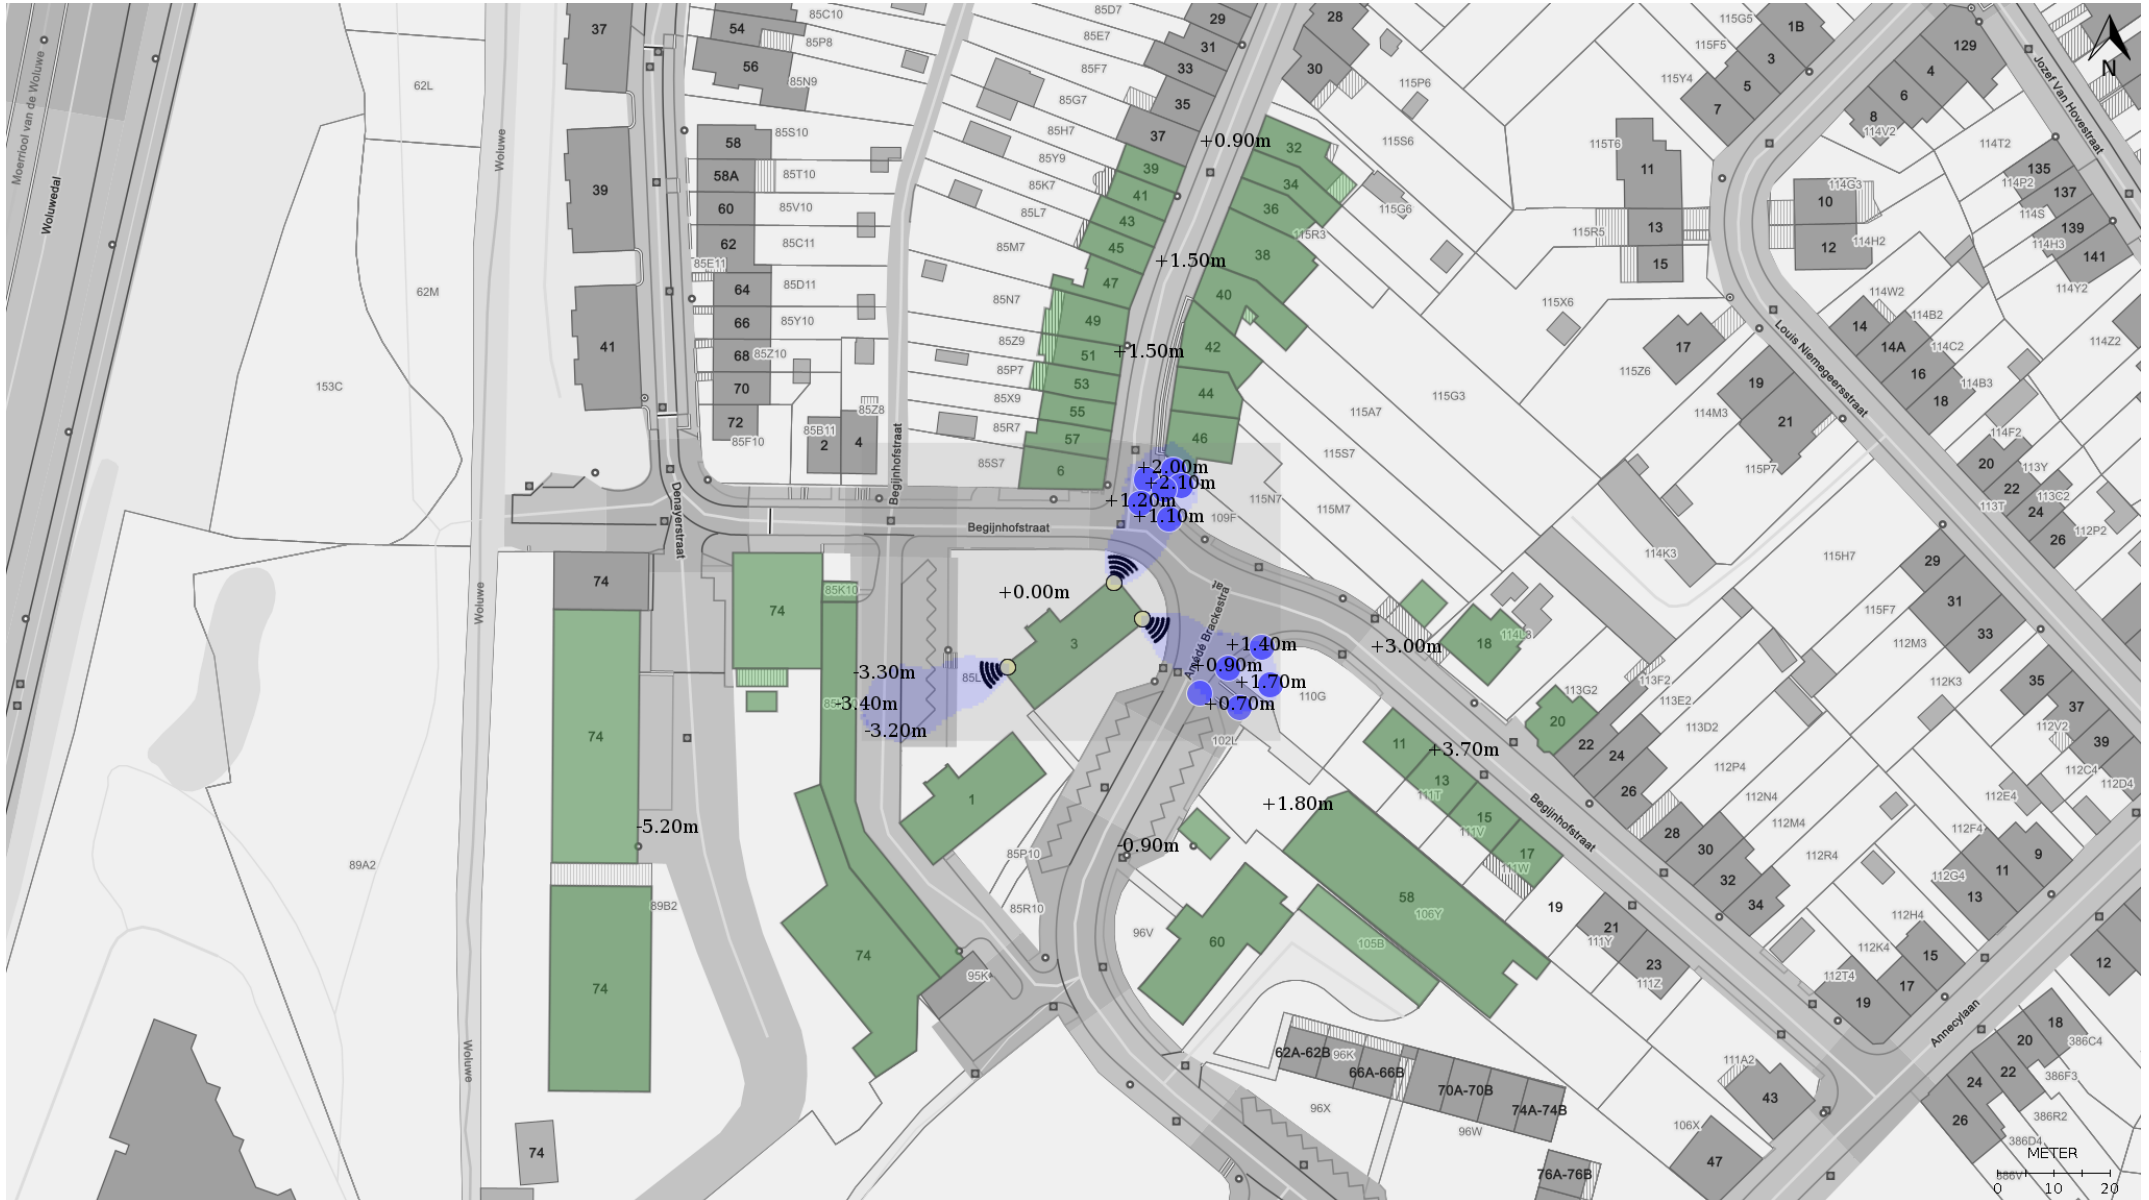 Moerriool van de Woluwe
Woluwedal
62L
62M
153C
89A2
Woluwe
Woluwe
Woluwe
37
39
41
54
85C10
85P8
56
85N9
58
85S10
58A
85T10
60
85V10
62
85C11
85E11
64
85D11
66
85Y10
68
85Z10
70
72
85F10
85B11
2
4
85Z8
Begijnhofstraat
85D7
85E7
85F7
85G7
85H7
85Y9
85K7
85L7
85M7
85N7
85Z9
85P7
85X9
85R7
85S7
29
31
33
35
37
39
41
43
45
47
49
51
53
55
57
6
28
30
+0.90m
32
34
36
38
40
42
44
46
115P6
115S6
115G6
115R3
+1.50m
+1.50m
+2.00m
+2.10m
+1.20m
+1.10m
109F
115N7
115M7
115S7
115A7
115G3
115G5
115F5
115Y4
1B
3
5
7
129
4
6
8
114V2
Jozef Van Hovestraat
N
115T6
11
115R5
13
15
114G3
10
12
114H2
114T2
135
114P2
137
114S
139
114H3
141
114Y2
115X6
115Z6
17
Louis Niemegeersstraat
14
114W2
114B2
14A
114C2
16
114B3
18
114Z2
19
114M3
21
115P7
114F2
20
113Y
22
113C2
113T
24
26
112P2
114K3
115H7
29
31
33
115F7
112M3
112K3
35
37
112V2
39
112C4
112D4
Denayerstraat
Begijnhofstraat
74
74
85K10
+0.00m
3
Amédé Brackestraat
+1.40m
+0.90m
+1.70m
+0.70m
110G
102L
+3.00m
114L8
18
113G2
113F2
113E2
113D2
20
22
24
26
112P4
112N4
112M4
112R4
-3.30m
-3.40m
-3.20m
1
74
-5.20m
89B2
74
74
95K
85P10
85R10
-0.90m
+1.80m
+3.70m
11
13
111T
15
111V
17
111W
19
Begijnhofstraat
28
30
32
34
21
111Y
23
111Z
58
106Y
105B
60
96V
112E4
112F4
9
11
112G4
13
112H4
15
112K4
17
112T4
19
12
Annecylaan
18
20
386C4
22
386F3
24
386R2
26
386D4
62A-62B
96K
66A-66B
70A-70B
74A-74B
96X
96W
76A-76B
111A2
43
106X
47
74
METER
0 10 20